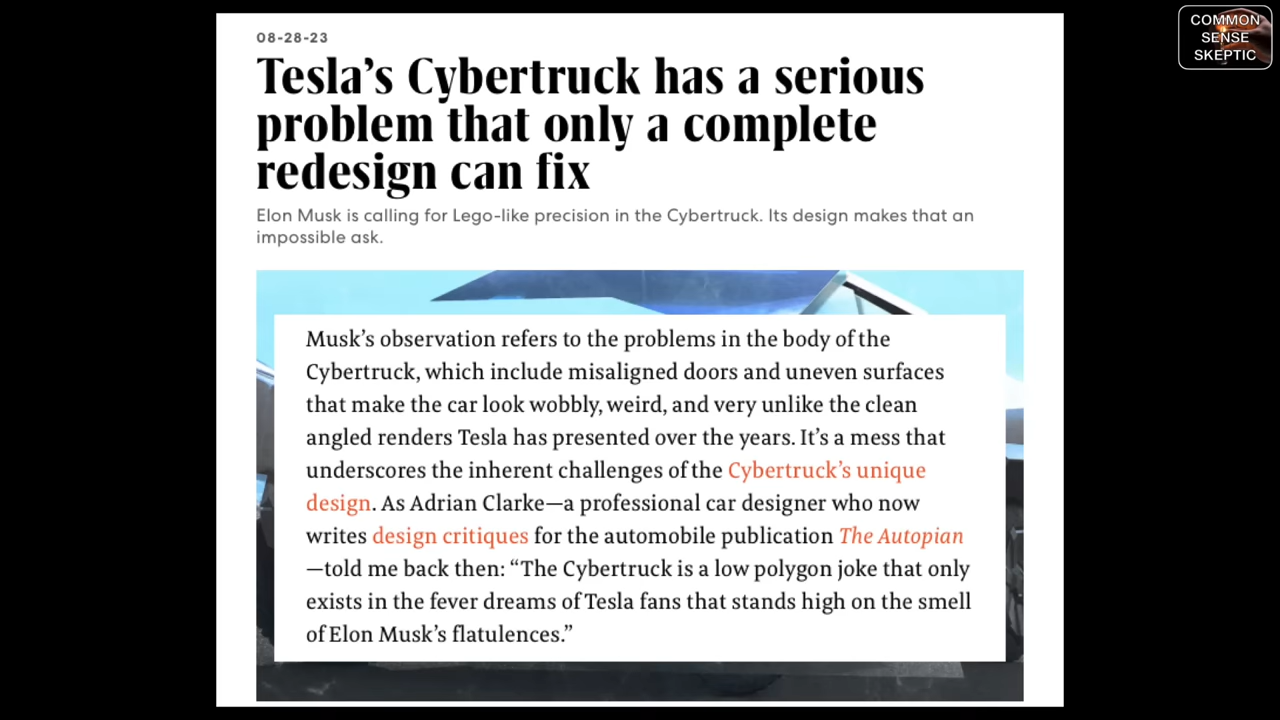 COMMON
SENSE
SKEPTIC
08-28-23
Tesla’s Cybertruck has a serious
problem that only a complete
redesign can fix
Elon Musk is calling for Lego-like precision in the Cybertruck. Its design makes that an
impossible ask.
Musk’s observation refers to the problems in the body of the
Cybertruck, which include misaligned doors and uneven surfaces
that make the car look wobbly, weird, and very unlike the clean
angled renders Tesla has presented over the years. It’s a mess that
underscores the inherent challenges of the Cybertruck’s unique
design. As Adrian Clarke—a professional car designer who now
writes design critiques for the automobile publication The Autopian
—told me back then: “The Cybertruck is a low polygon joke that only
exists in the fever dreams of Tesla fans that stands high on the smell
of Elon Musk’s flatulences.”